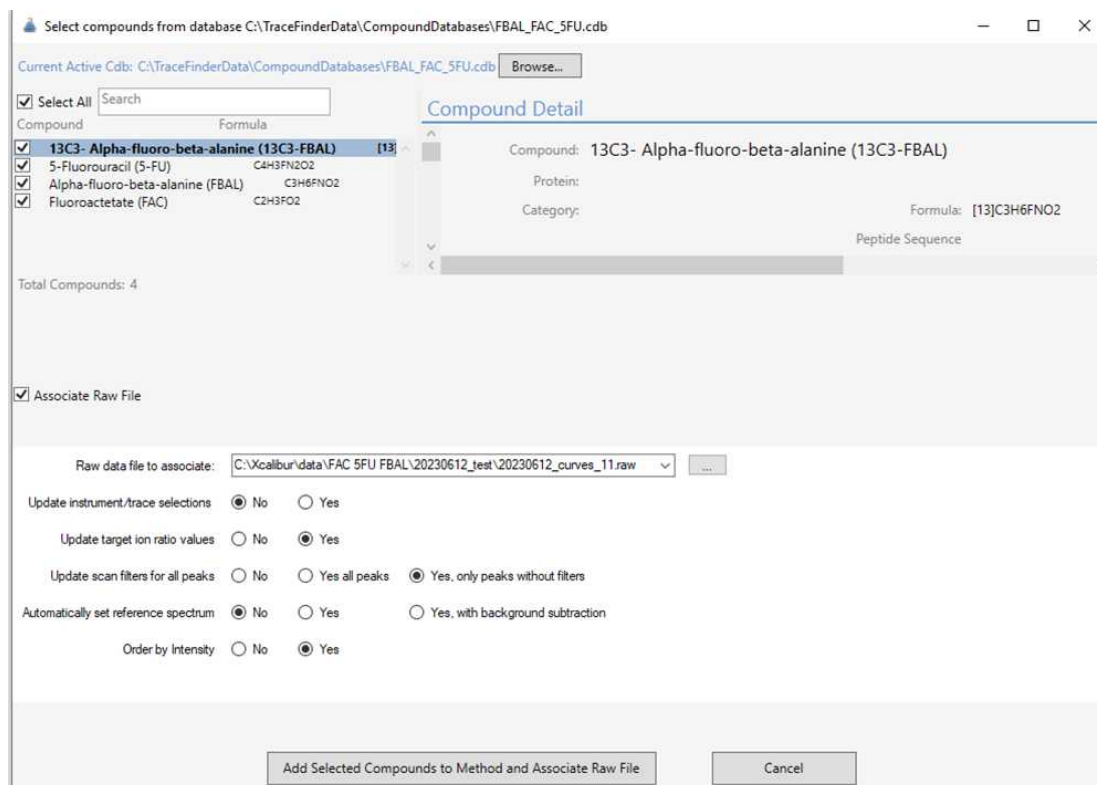 Select compounds from database C:\TraceFinderData\CompoundDatabases\FBAL_FAC_5FU.cdb
Current Active Cdb: C:\TraceFinderData\CompoundDatabases\FBAL_FAC_5FU.cdb Browse...
Select All Search
Compound Formula
13C3- Alpha-fluoro-beta-alanine (13C3-FBAL) [13]
5-Fluorouracil (5-FU) C4H3FN2O2
Alpha-fluoro-beta-alanine (FBAL) C3H6FNO2
Fluoroactetate (FAC) C2H3FO2
Total Compounds: 4
Compound Detail
Compound: 13C3- Alpha-fluoro-beta-alanine (13C3-FBAL)
Protein:
Category: Formula: [13]C3H6FNO2
Peptide Sequence
Associate Raw File
Raw data file to associate: C:\Xcalibur\data\FAC 5FU FBAL\20230612_test\20230612_curves_11.raw ...
Update instrument/trace selections No Yes
Update target ion ratio values No Yes
Update scan filters for all peaks No Yes all peaks Yes, only peaks without filters
Automatically set reference spectrum No Yes Yes, with background subtraction
Order by Intensity No Yes
Add Selected Compounds to Method and Associate Raw File Cancel